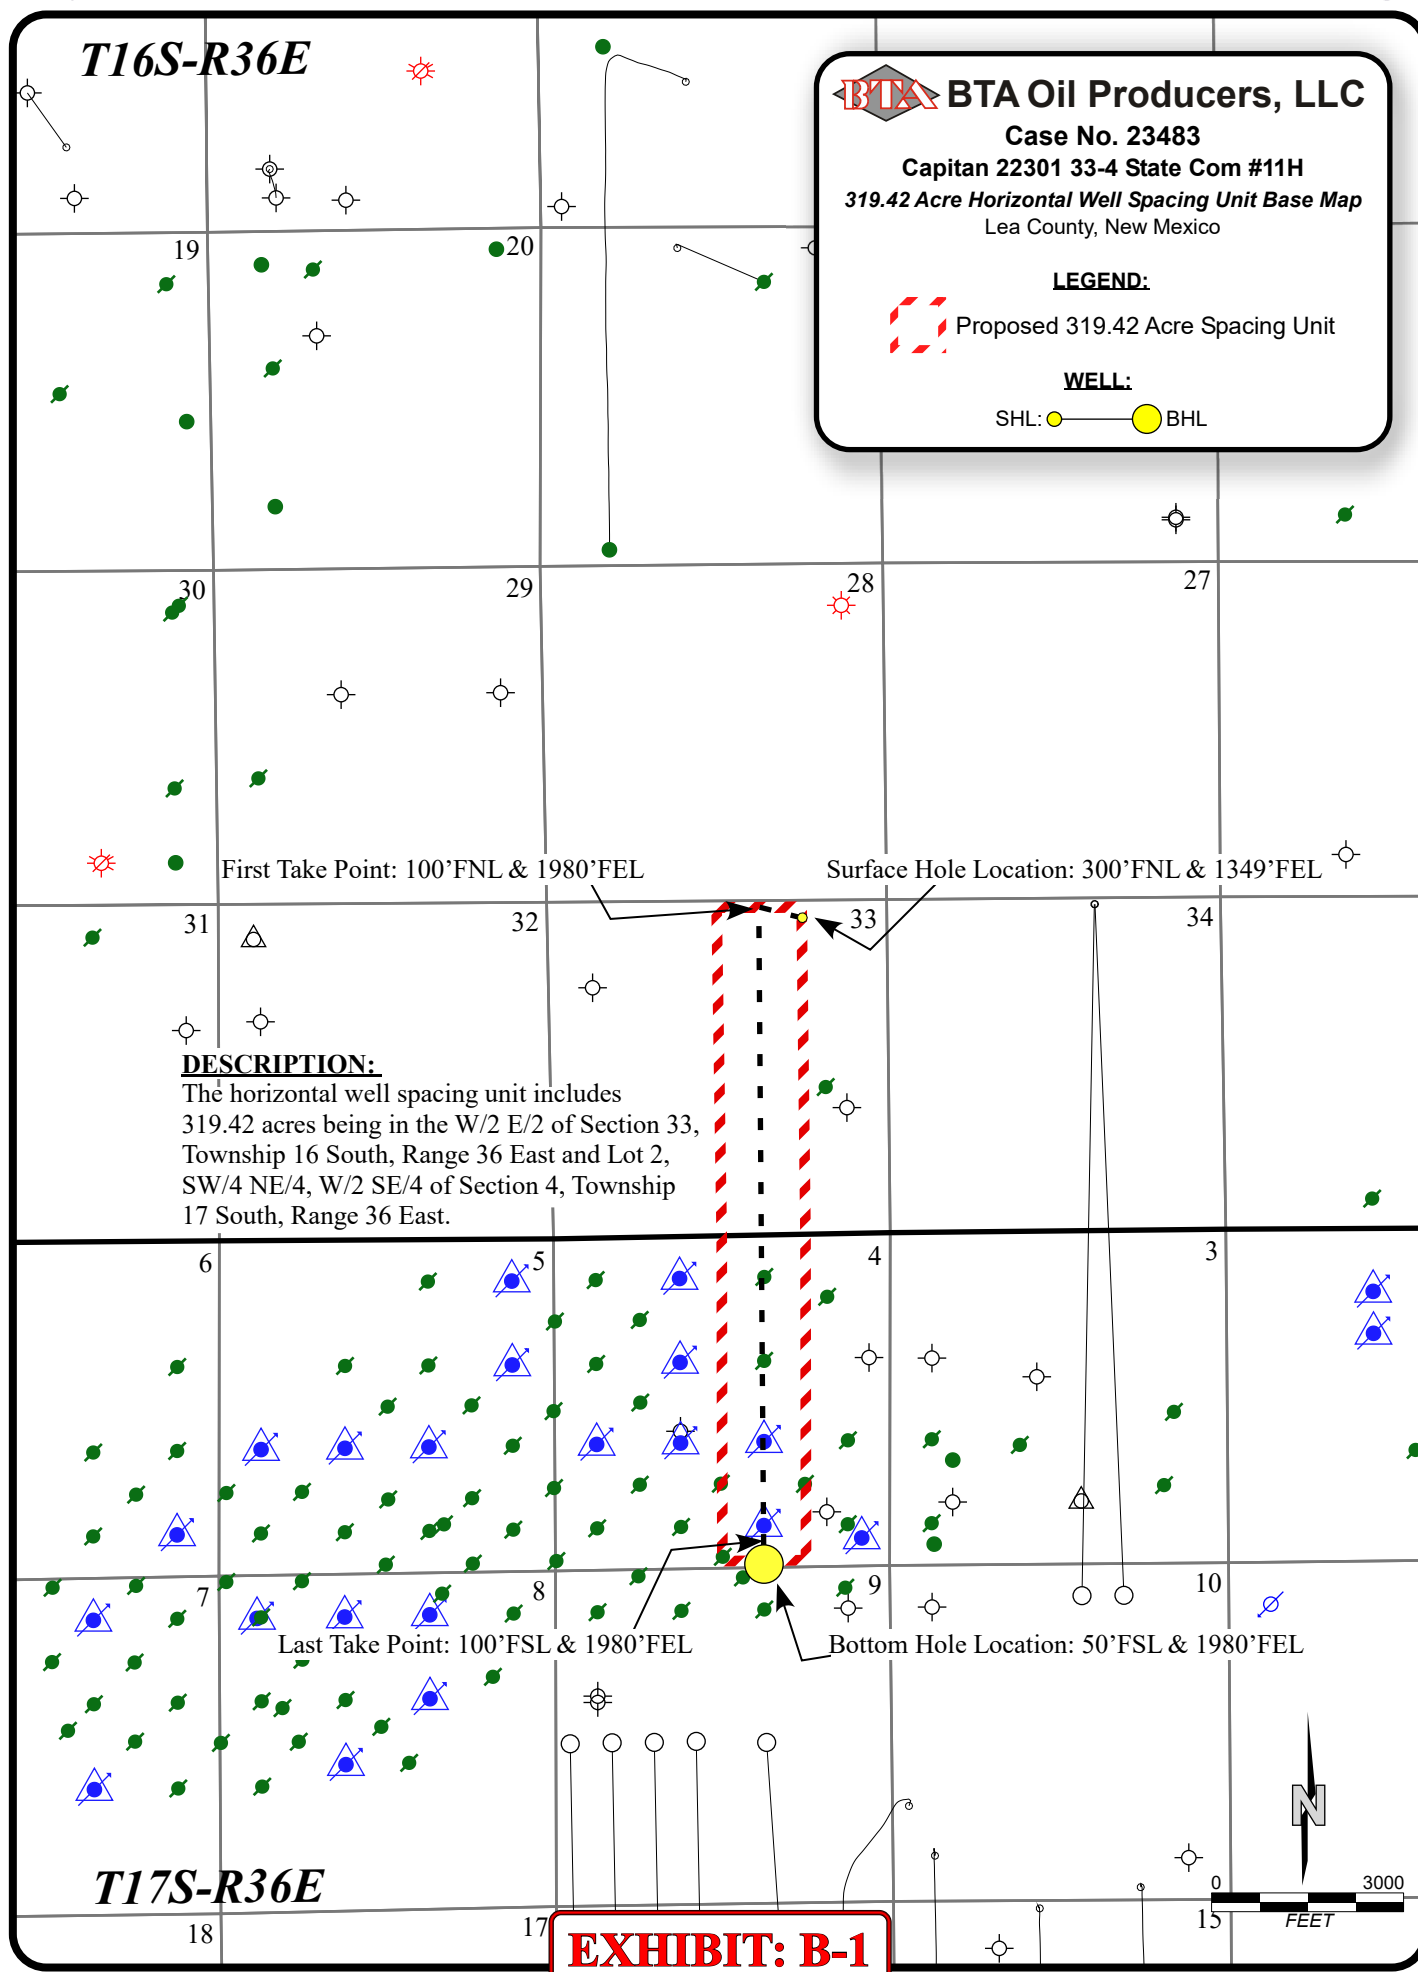 T16S-R36E
BTA BTA Oil Producers, LLC
Case No. 23483
Capitan 22301 33-4 State Com #11H
319.42 Acre Horizontal Well Spacing Unit Base Map
Lea County, New Mexico
LEGEND:
Proposed 319.42 Acre Spacing Unit
WELL:
SHL: BHL
19
20
30
29
28
27
First Take Point: 100'FNL & 1980'FEL
Surface Hole Location: 300'FNL & 1349'FEL
31
32
33
34
DESCRIPTION:
The horizontal well spacing unit includes
319.42 acres being in the W/2 E/2 of Section 33,
Township 16 South, Range 36 East and Lot 2,
SW/4 NE/4, W/2 SE/4 of Section 4, Township
17 South, Range 36 East.
6
5
4
3
7
8
9
10
Last Take Point: 100'FSL & 1980'FEL
Bottom Hole Location: 50'FSL & 1980'FEL
N
T17S-R36E
0 3000
FEET
18
17
15
EXHIBIT: B-1